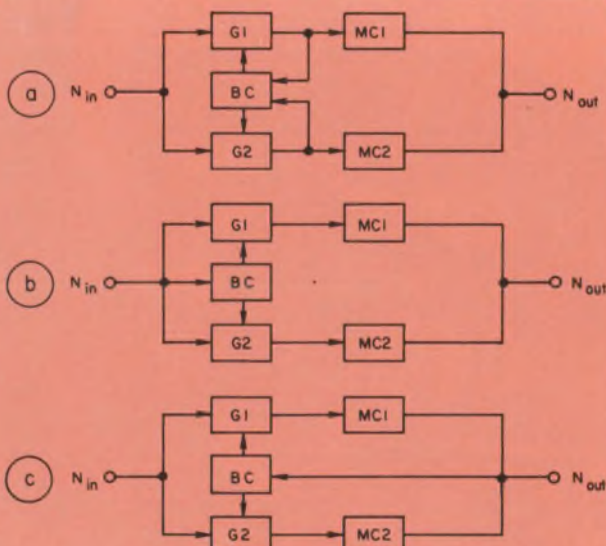 G1 MC1
a N in BC N out
G2 MC2
G1 MC1
b N in BC N out
G2 MC2
G1 MC1
c N in BC N out
G2 MC2